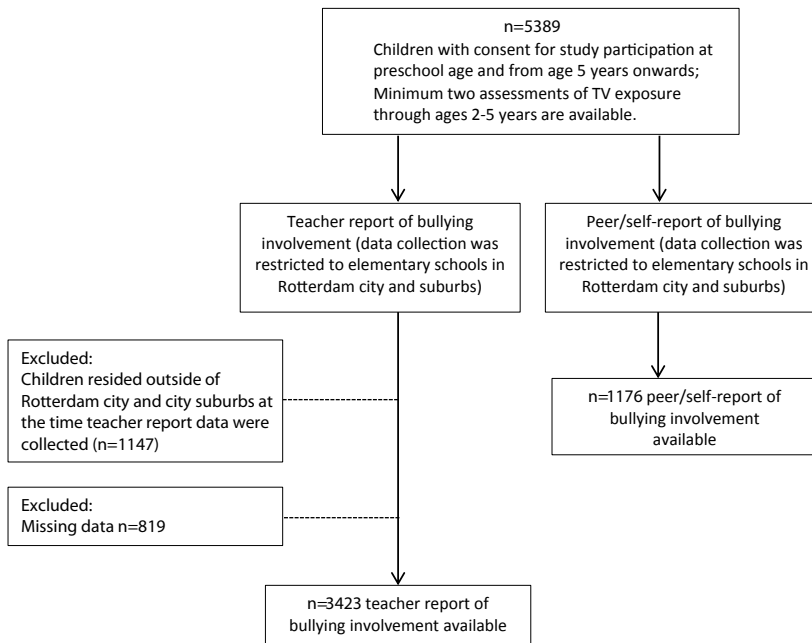 n=5389
Children with consent for study participation at
preschool age and from age 5 years onwards;
Minimum two assessments of TV exposure
through ages 2-5 years are available.
Teacher report of bullying
involvement (data collection was
restricted to elementary schools in
Rotterdam city and suburbs)
Peer/self-report of bullying
involvement (data collection was
restricted to elementary schools in
Rotterdam city and suburbs)
Excluded:
Children resided outside of
Rotterdam city and city suburbs at
the time teacher report data were
collected (n=1147)
n=1176 peer/self-report of
bullying involvement
available
Excluded:
Missing data n=819
n=3423 teacher report of
bullying involvement available